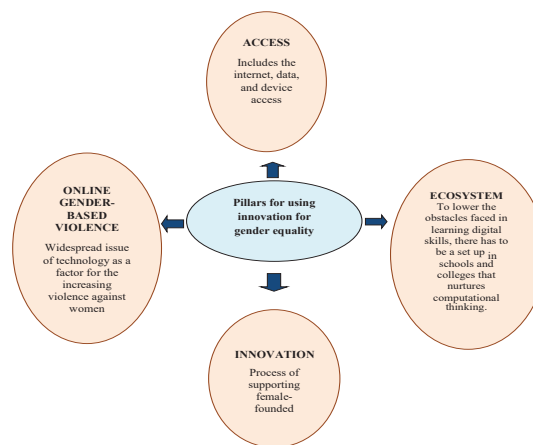 ACCESS
Includes the
internet, data,
and device
access
Pillars for using
innovation for
gender equality
ONLINE
GENDER-
BASED
VIOLENCE
Widespread issue
of technology as a
factor for the
increasing
violence against
women
ECOSYSTEM
To lower the
obstacles faced in
learning digital
skills, there has to
be a set up in
schools and
colleges that
nurtures
computational
thinking.
INNOVATION
Process of
supporting
female-
founded